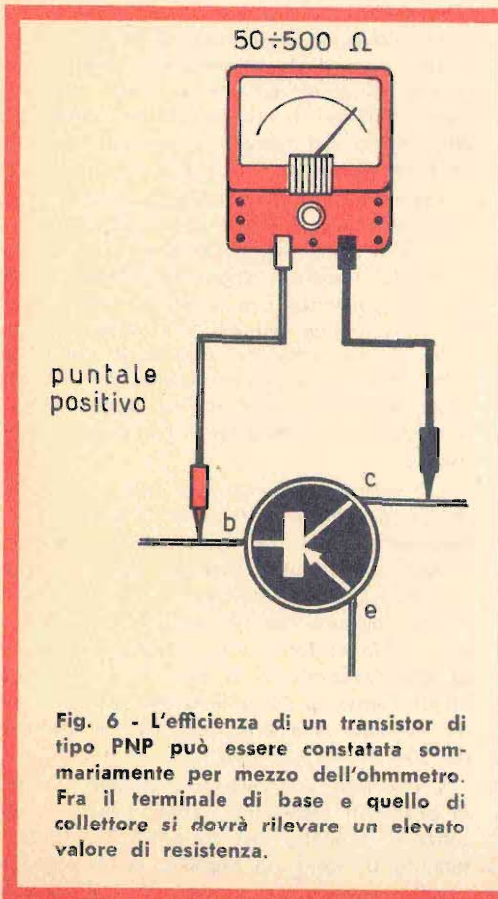 50÷500 Ω
puntale
positivo
b
c
e
Fig. 6 - L'efficienza di un transistor di
tipo PNP può essere constatata som-
mariamente per mezzo dell'ohmmetro.
Fra il terminale di base e quello di
collettore si dovrà rilevare un elevato
valore di resistenza.